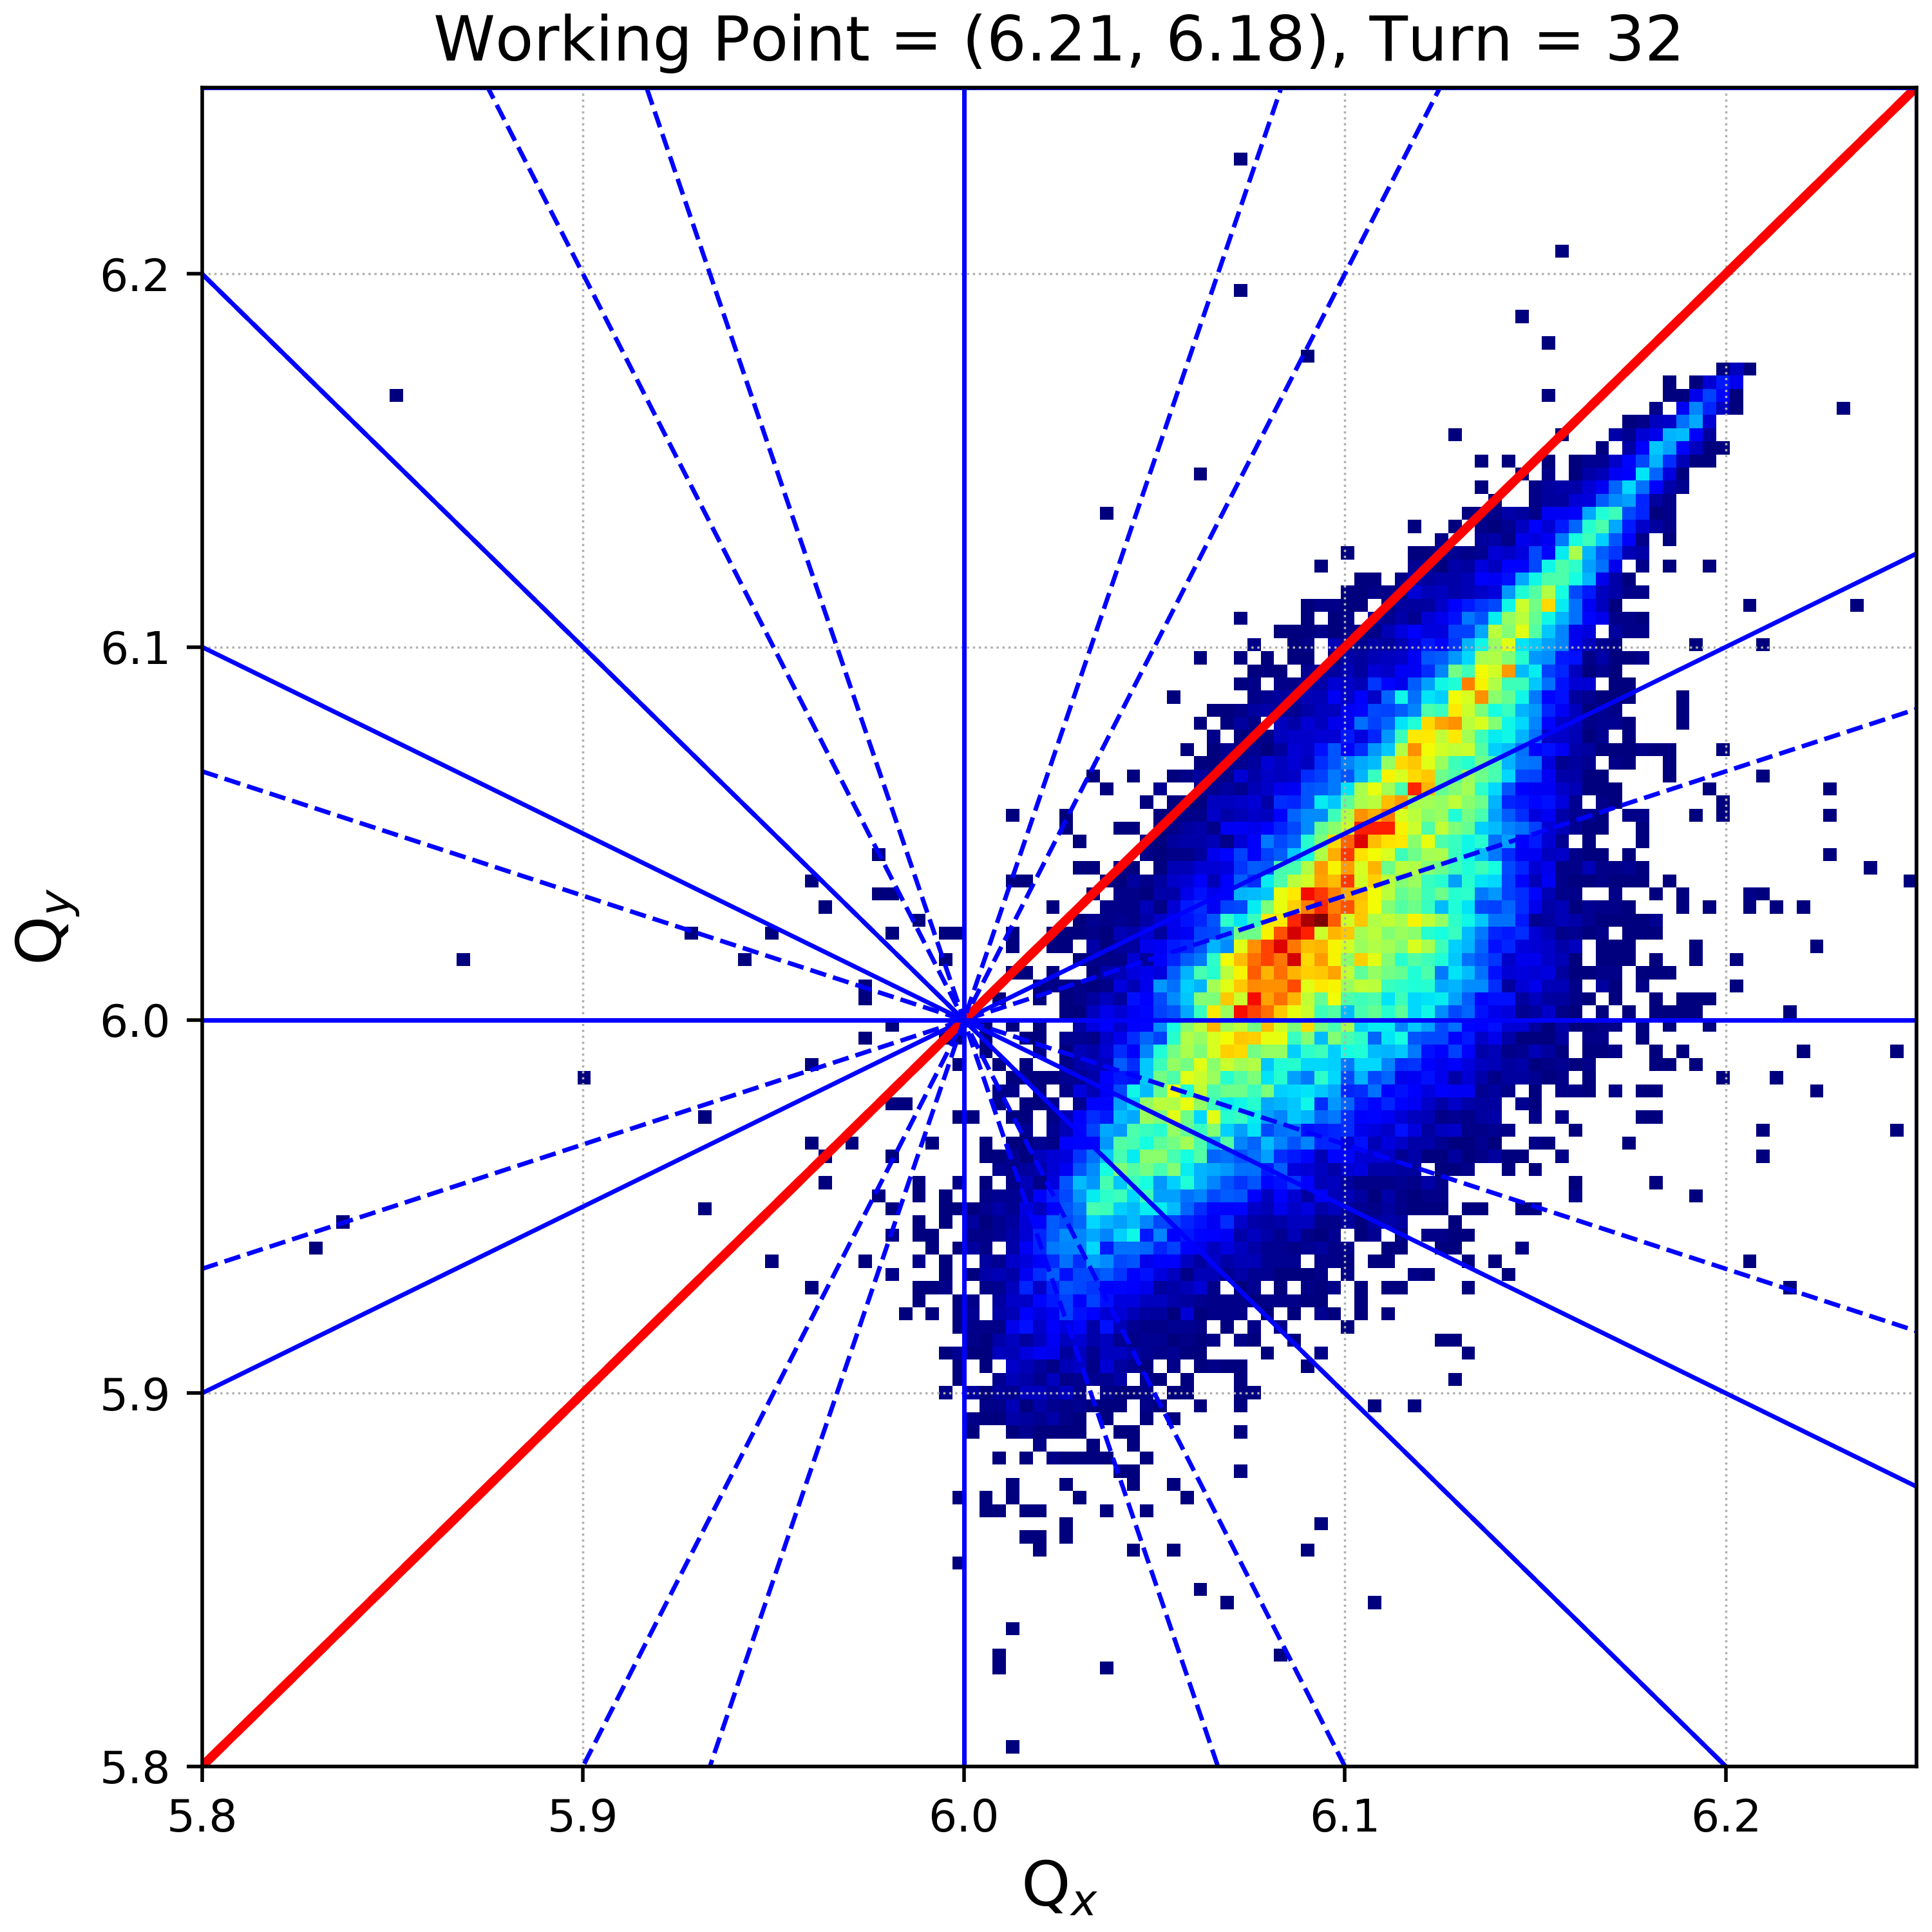 Working Point = (6.21, 6.18), Turn = 32
6.2
6.1
6.0
5.9
5.8
Qy
5.8 5.9 6.0 6.1 6.2
Qx